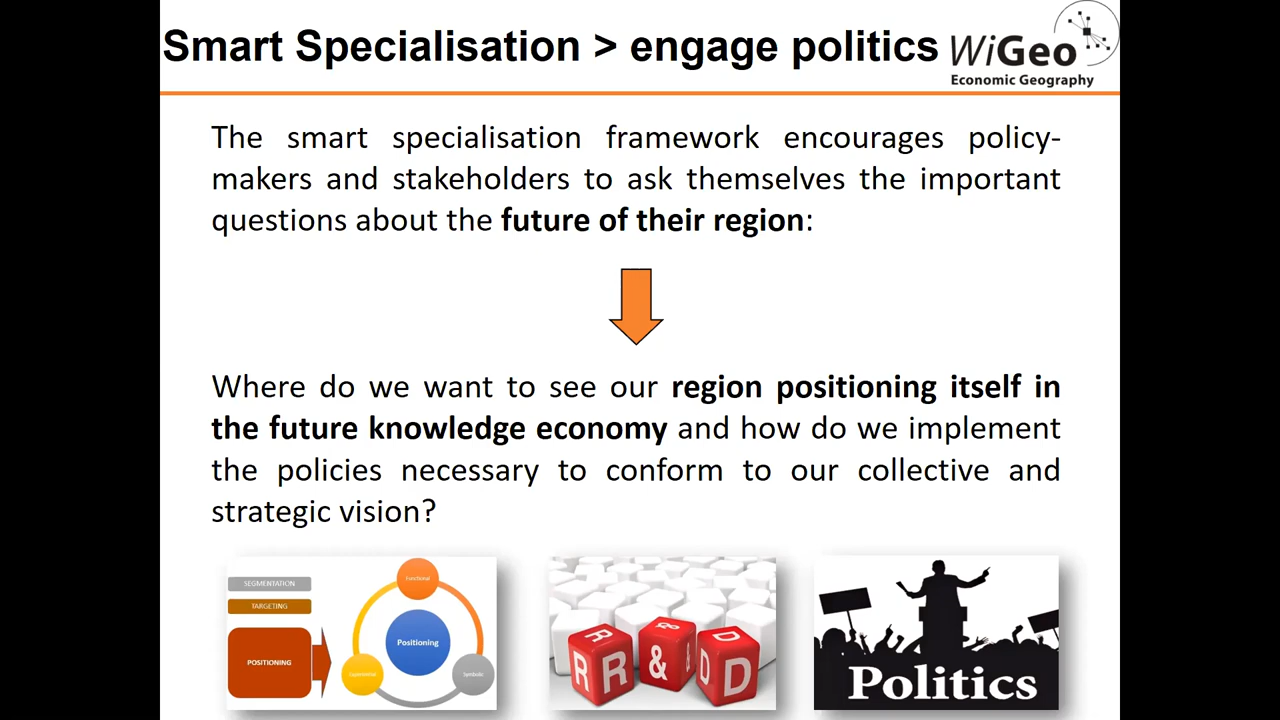 Smart Specialisation > engage politics
WiGeo
Economic Geography
The smart specialisation framework encourages policy-
makers and stakeholders to ask themselves the important
questions about the future of their region:
Where do we want to see our region positioning itself in
the future knowledge economy and how do we implement
the policies necessary to conform to our collective and
strategic vision?
SEGMENTATION
TARGETING
POSITIONING
Functional
Positioning
Experiential
Symbolic
R & D
R & D
Politics